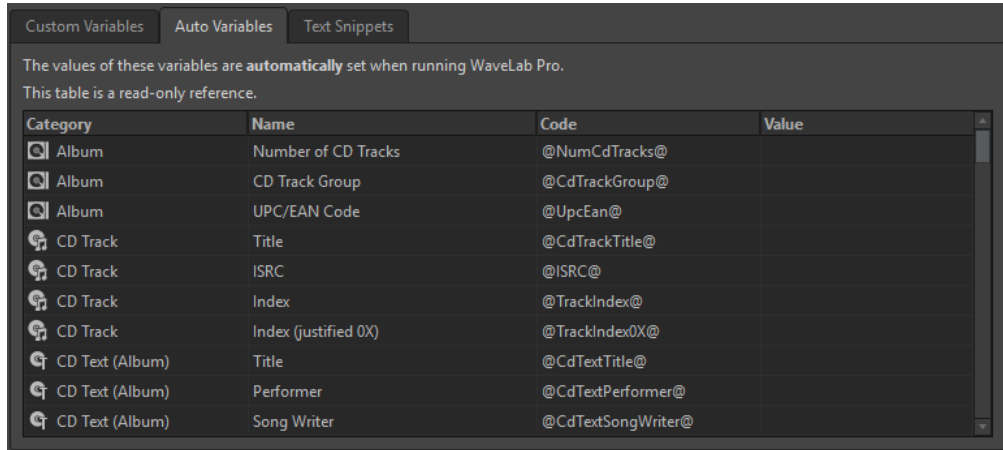 Custom Variables Auto Variables Text Snippets
The values of these variables are automatically set when running WaveLab Pro.
This table is a read-only reference.
Category Name Code Value
Album Number of CD Tracks @NumCdTracks@
Album CD Track Group @CdTrackGroup@
Album UPC/EAN Code @UpcEan@
CD Track Title @CdTrackTitle@
CD Track ISRC @ISRC@
CD Track Index @TrackIndex@
CD Track Index (justified 0X) @TrackIndex0X@
CD Text (Album) Title @CdTextTitle@
CD Text (Album) Performer @CdTextPerformer@
CD Text (Album) Song Writer @CdTextSongWriter@